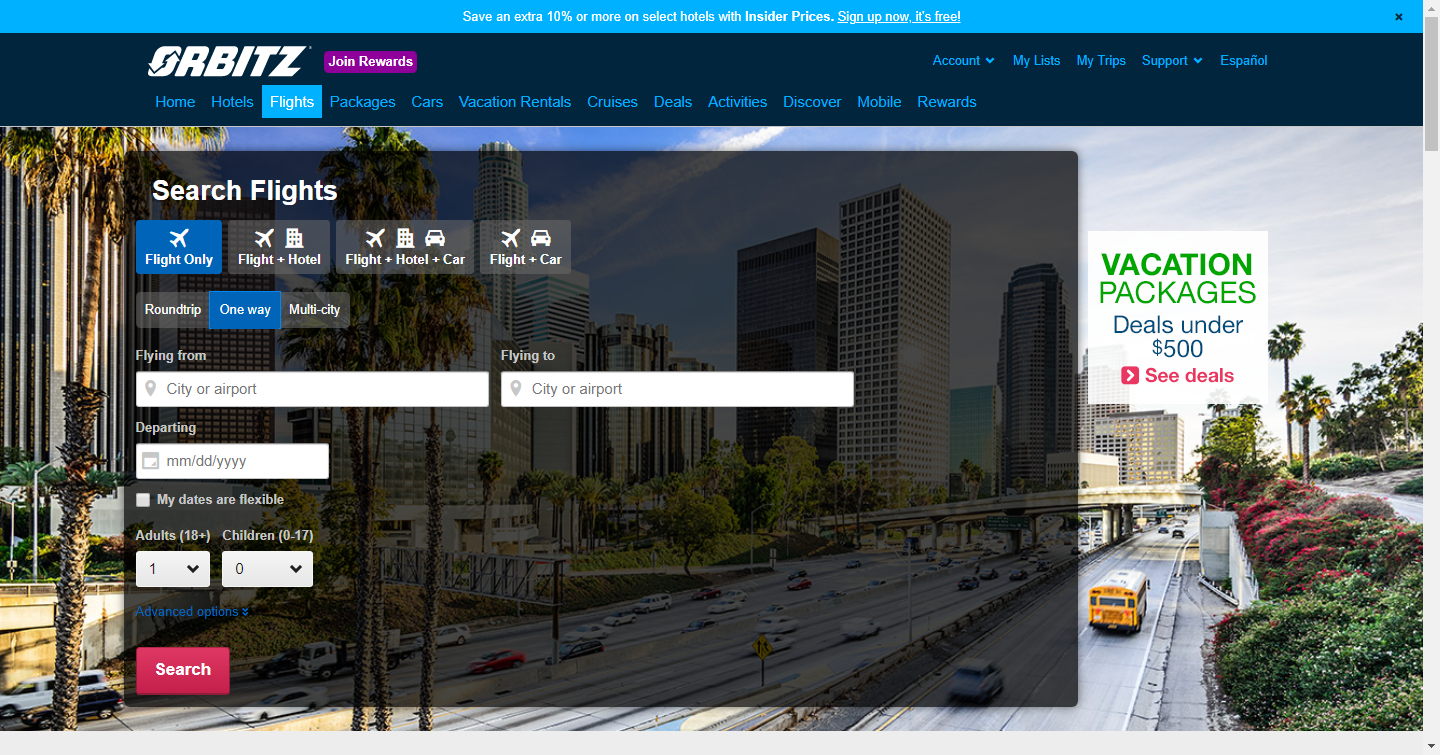 Save an extra 10% or more on select hotels with Insider Prices. Sign up now, it's free! ×
ORBITZ Join Rewards Account My Lists My Trips Support Español
Home Hotels Flights Packages Cars Vacation Rentals Cruises Deals Activities Discover Mobile Rewards
Search Flights
Flight Only Flight + Hotel Flight + Hotel + Car Flight + Car
Roundtrip One way Multi-city
Flying from Flying to
City or airport City or airport
Departing
mm/dd/yyyy
My dates are flexible
Adults (18+) Children (0-17)
1 0
Advanced options
Search
VACATION
PACKAGES
Deals under
$500
See deals